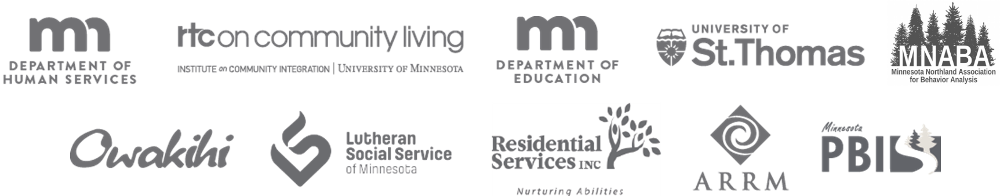 mn
DEPARTMENT OF
HUMAN SERVICES
rtc on community living
INSTITUTE on COMMUNITY INTEGRATION | UNIVERSITY OF MINNESOTA
mn
DEPARTMENT OF
EDUCATION
UNIVERSITY OF
St.Thomas
MNABA
Minnesota Northland Association
for Behavior Analysis
Owakihi
Lutheran
Social Service
of Minnesota
Residential
Services INC
Nurturing Abilities
ARRM
Minnesota
PBIS